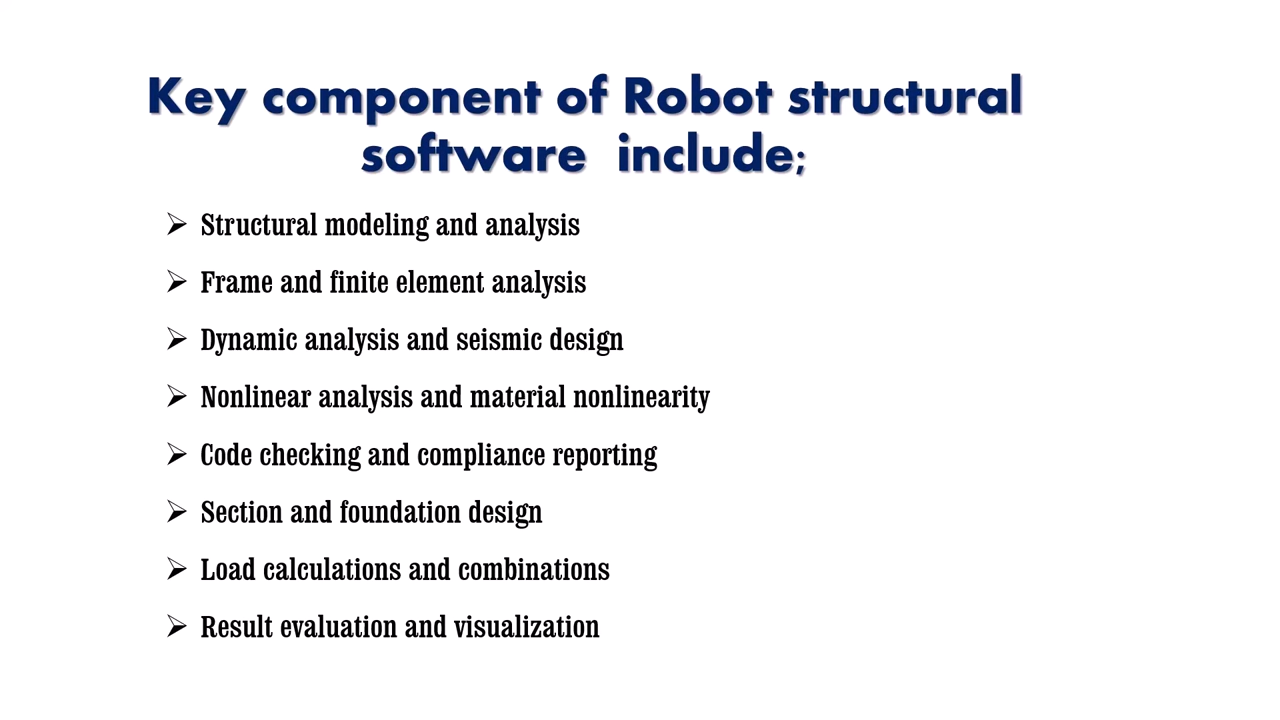 Key component of Robot structural
software include;
Structural modeling and analysis
Frame and finite element analysis
Dynamic analysis and seismic design
Nonlinear analysis and material nonlinearity
Code checking and compliance reporting
Section and foundation design
Load calculations and combinations
Result evaluation and visualization